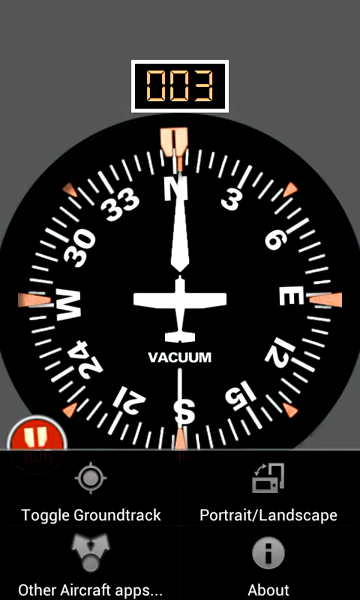 003
N
33 3
30 6
W E
24 12
VACUUM
21 15
S
Toggle Groundtrack Portrait/Landscape
Other Aircraft apps... About